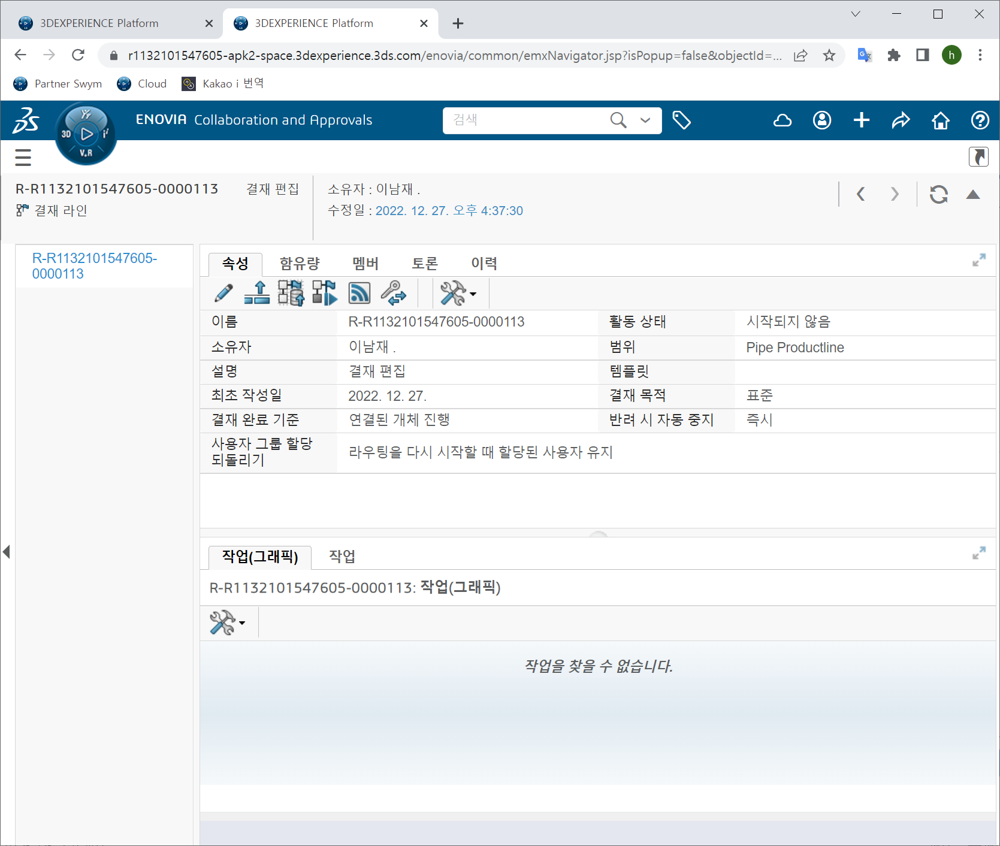 3DEXPERIENCE Platform
3DEXPERIENCE Platform
r1132101547605-apk2-space.3dexperience.3ds.com/enovia/common/emxNavigator.jsp?isPopup=false&objectId=...
h
Partner Swym
Cloud
Kakao i 번역
3DS
3D
V.R
ENOVIA Collaboration and Approvals
검색
R-R1132101547605-0000113
결재 편집
결재 라인
소유자 : 이남재 .
수정일 : 2022. 12. 27. 오후 4:37:30
R-R1132101547605-
0000113
속성 함유량 멤버 토론 이력
이름 R-R1132101547605-0000113 활동 상태 시작되지 않음
소유자 이남재 . 범위 Pipe Productline
설명 결재 편집 템플릿
최초 작성일 2022. 12. 27. 결재 목적 표준
결재 완료 기준 연결된 개체 진행 반려 시 자동 중지 즉시
사용자 그룹 할당
되돌리기
라우팅을 다시 시작할 때 할당된 사용자 유지
작업(그래픽) 작업
R-R1132101547605-0000113: 작업(그래픽)
작업을 찾을 수 없습니다.